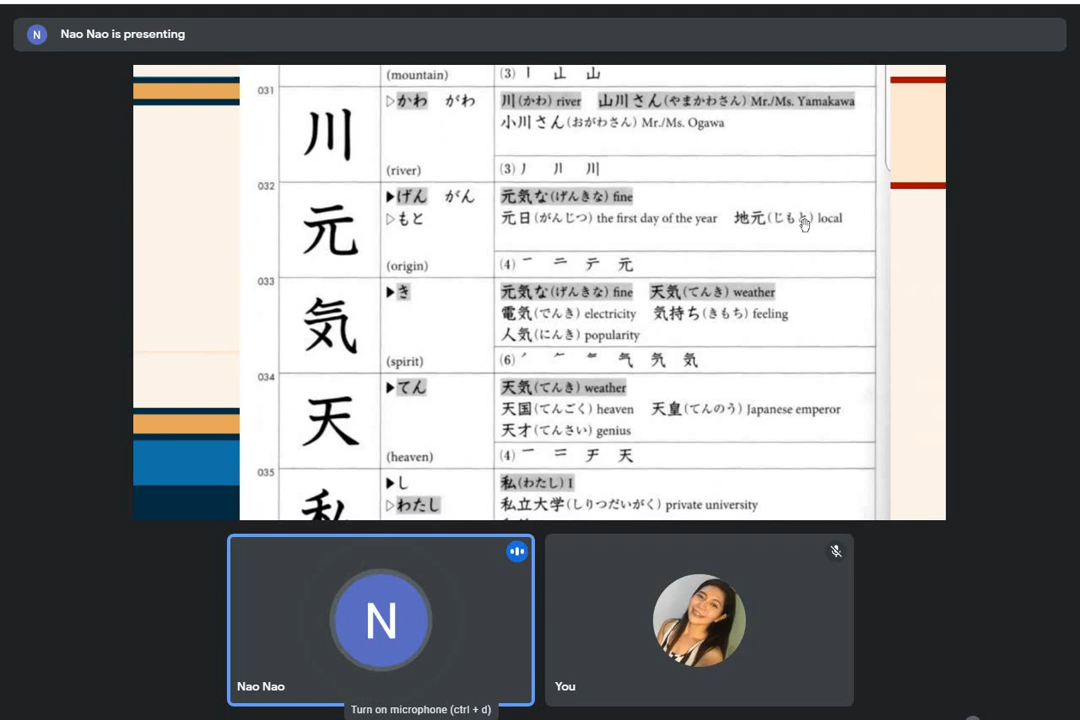 N Nao Nao is presenting
(mountain) (3) 丨 山 山
031
川 ▷かわ がわ 川(かわ) river 山川さん(やまかわさん) Mr./Ms. Yamakawa
小川さん(おがわさん) Mr./Ms. Ogawa
(river) (3) 丿 川 川
032
元 ▶げん がん 元気な(げんきな) fine
▷もと 元日(がんじつ) the first day of the year 地元(じもと) local
(origin) (4) 一 二 テ 元
033
気 ▶き 元気な(げんきな) fine 天気(てんき) weather
電気(でんき) electricity 気持ち(きもち) feeling
人気(にんき) popularity
(spirit) (6) 気 気
034
天 ▶てん 天気(てんき) weather
天国(てんごく) heaven 天皇(てんのう) Japanese emperor
天才(てんさい) genius
(heaven) (4) 一 二 チ 天
035
私 ▶し 私(わたし) I
▷わたし 私立大学(しりつだいがく) private university
N
Nao Nao
You
Turn on microphone (ctrl + d)